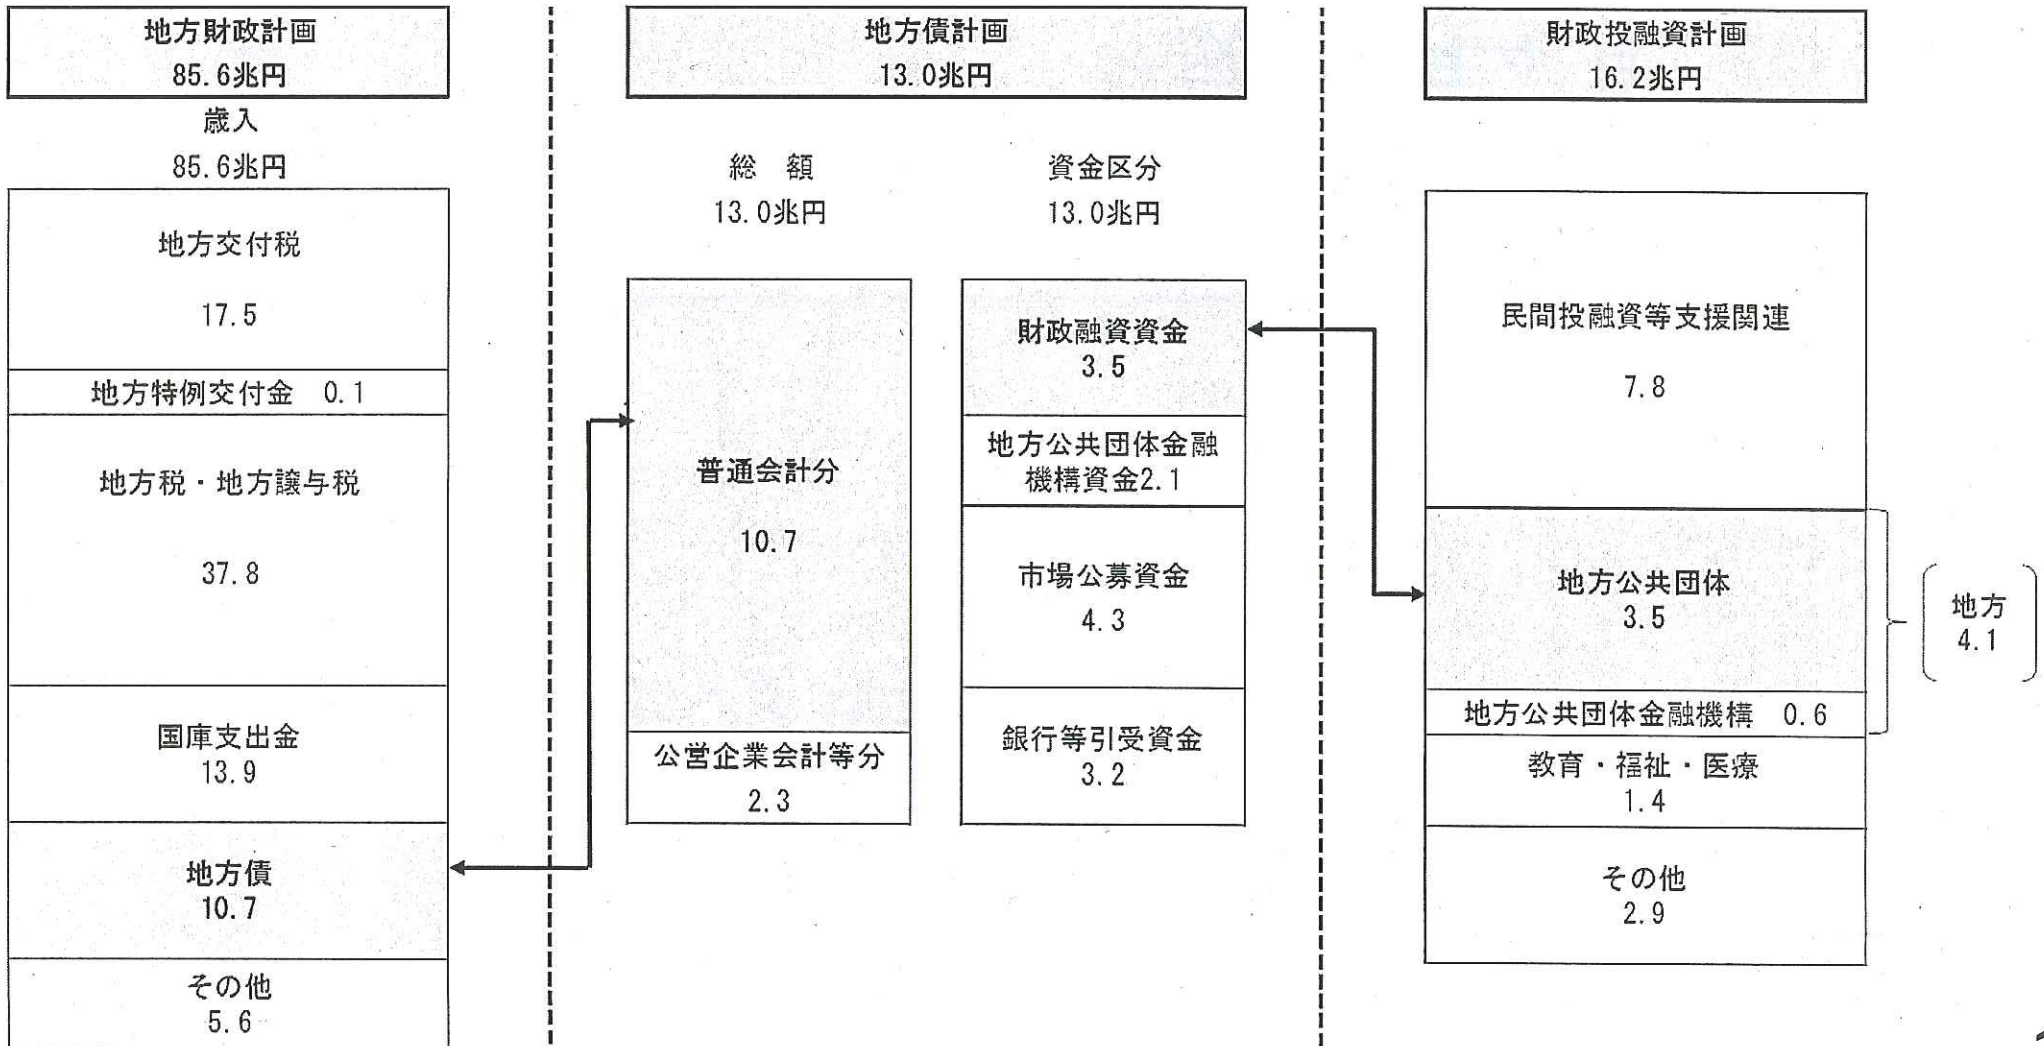 地方財政計画
85.6兆円
歳入
85.6兆円
地方交付税
17.5
地方特例交付金　0.1
地方税・地方譲与税
37.8
国庫支出金
13.9
地方債
10.7
その他
5.6
地方債計画
13.0兆円
総　額
13.0兆円
普通会計分
10.7
公営企業会計等分
2.3
資金区分
13.0兆円
財政融資資金
3.5
地方公共団体金融
機構資金2.1
市場公募資金
4.3
銀行等引受資金
3.2
財政投融資計画
16.2兆円
民間投融資等支援関連
7.8
地方公共団体
3.5
地方公共団体金融機構　0.6
教育・福祉・医療
1.4
その他
2.9
地方
4.1